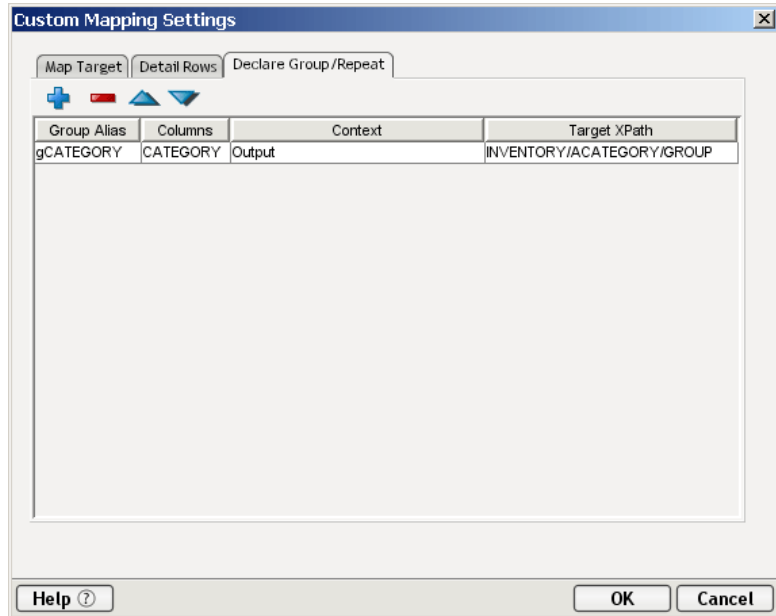 Custom Mapping Settings
Map Target Detail Rows Declare Group/Repeat
Group Alias Columns Context Target XPath
gCATEGORY CATEGORY Output INVENTORY/ACATEGORY/GROUP
Help ? OK Cancel